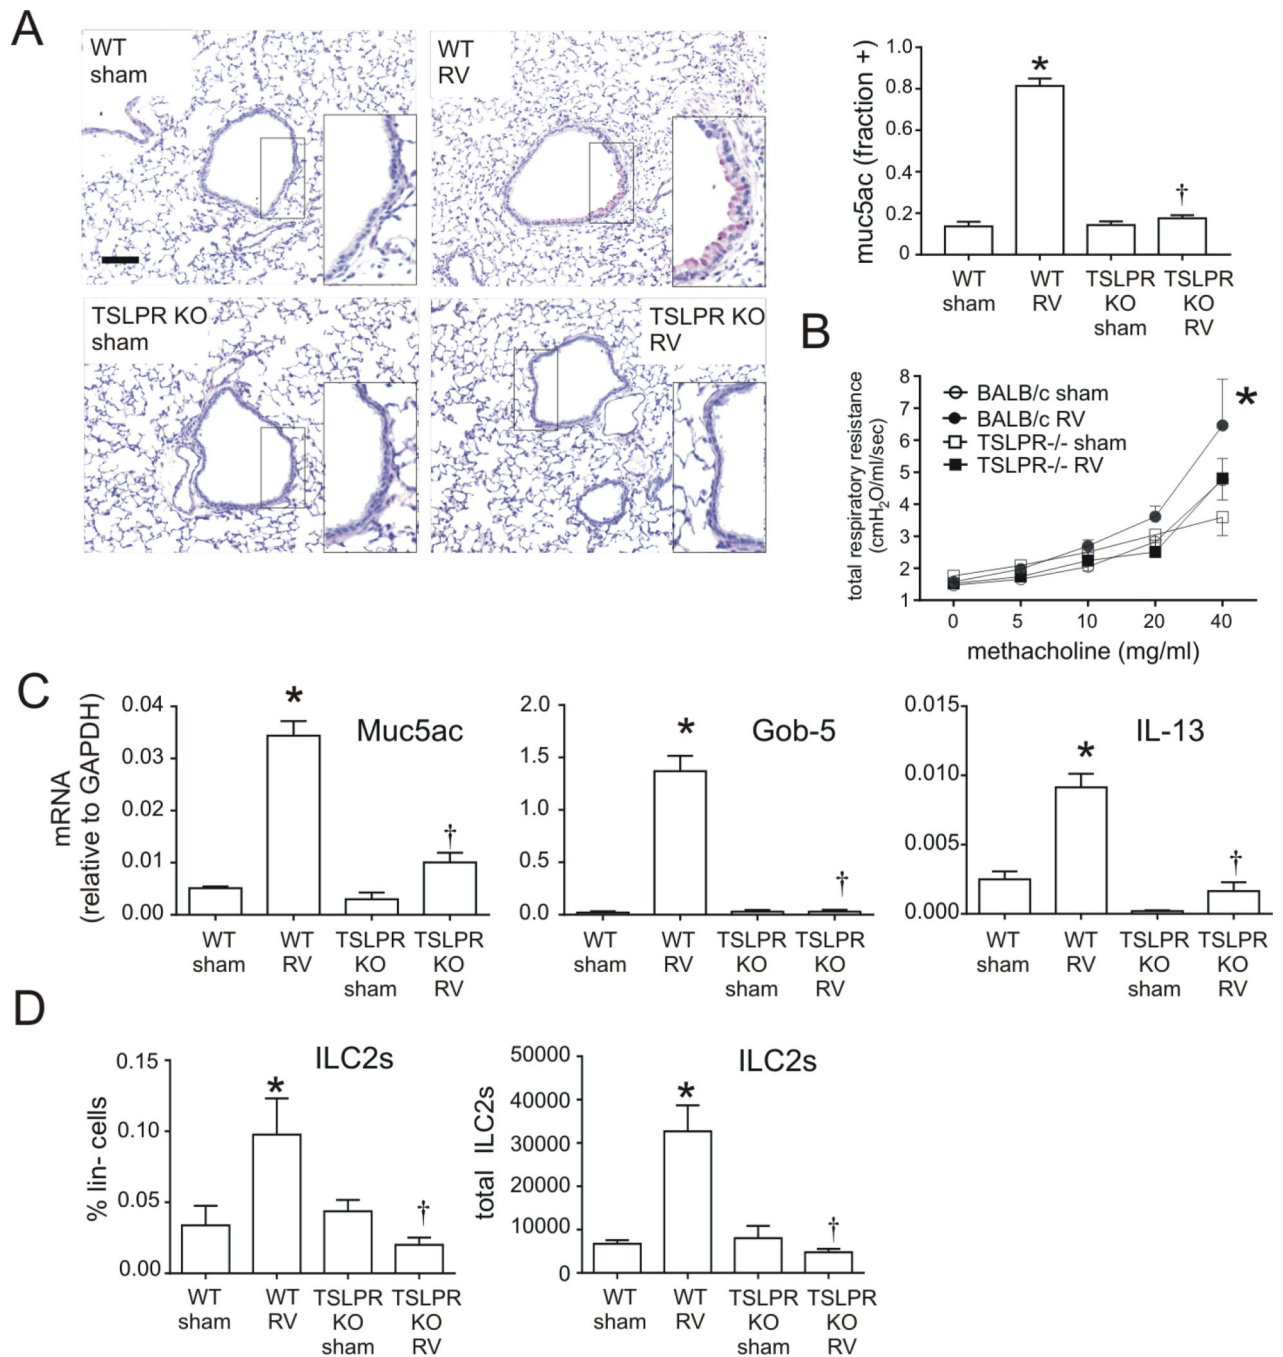 A
WT
sham
WT
RV
TSLPR KO
sham
TSLPR KO
RV
muc5ac (fraction +)
1.0
0.8
0.6
0.4
0.2
0
*
†
WT
sham
WT
RV
TSLPR
KO
sham
TSLPR
KO
RV
B
total respiratory resistance
(cmH2O/ml/sec)
8
7
6
5
4
3
2
1
BALB/c sham
BALB/c RV
TSLPR-/- sham
TSLPR-/- RV
*
0 5 10 20 40
methacholine (mg/ml)
C
mRNA
(relative to GAPDH)
0.04
0.03
0.02
0.01
0.00
*
Muc5ac
†
WT
sham
WT
RV
TSLPR
KO
sham
TSLPR
KO
RV
2.0
1.5
1.0
0.5
0.0
*
Gob-5
†
WT
sham
WT
RV
TSLPR
KO
sham
TSLPR
KO
RV
0.015
0.010
0.005
0.000
IL-13
*
†
WT
sham
WT
RV
TSLPR
KO
sham
TSLPR
KO
RV
D
% lin- cells
0.15
0.10
0.05
0.00
ILC2s
*
†
WT
sham
WT
RV
TSLPR
KO
sham
TSLPR
KO
RV
total ILC2s
50000
40000
30000
20000
10000
0
ILC2s
*
†
WT
sham
WT
RV
TSLPR
KO
sham
TSLPR
KO
RV